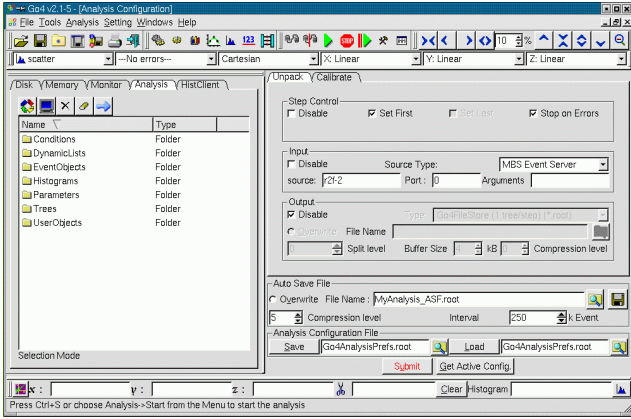 Go4 v2.1-5 - [Analysis Configuration]
File Tools Analysis Setting Windows Help
123 STOP 10 %
scatter ---No errors--- Cartesian X: Linear Y: Linear Z: Linear
Disk Memory Monitor Analysis HistClient
Name Type
Conditions Folder
DynamicLists Folder
EventObjects Folder
Histograms Folder
Parameters Folder
Trees Folder
UserObjects Folder
Selection Mode
Unpack Calibrate
Step Control
Disable Set First Set Last Stop on Errors
Input
Disable Source Type: MBS Event Server
source: r2f-2 Port: 0 Arguments
Output
Disable Type: Go4FileStore (1 tree/step) (*.root)
Overwrite File Name
Split level Buffer Size 4 kB 0 Compression level
Auto Save File
Overwrite File Name : MyAnalysis_ASF.root
5 Compression level Interval 250 k Event
Analysis Configuration File
Save Go4AnalysisPrefs.root Load Go4AnalysisPrefs.root
Submit Get Active Config.
x : y : z : Clear Histogram
Press Ctrl+S or choose Analysis->Start from the Menu to start the analysis